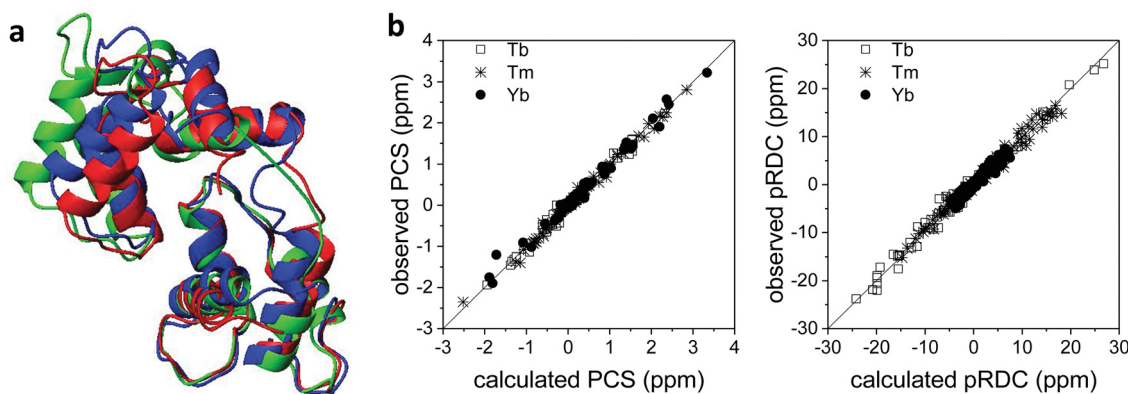 a
b
4
3
2
1
0
-1
-2
-3
-3 -2 -1 0 1 2 3 4
observed PCS (ppm)
calculated PCS (ppm)
Tb
Tm
Yb
30
20
10
0
-10
-20
-30
-30 -20 -10 0 10 20 30
observed pRDC (ppm)
calculated pRDC (ppm)
Tb
Tm
Yb